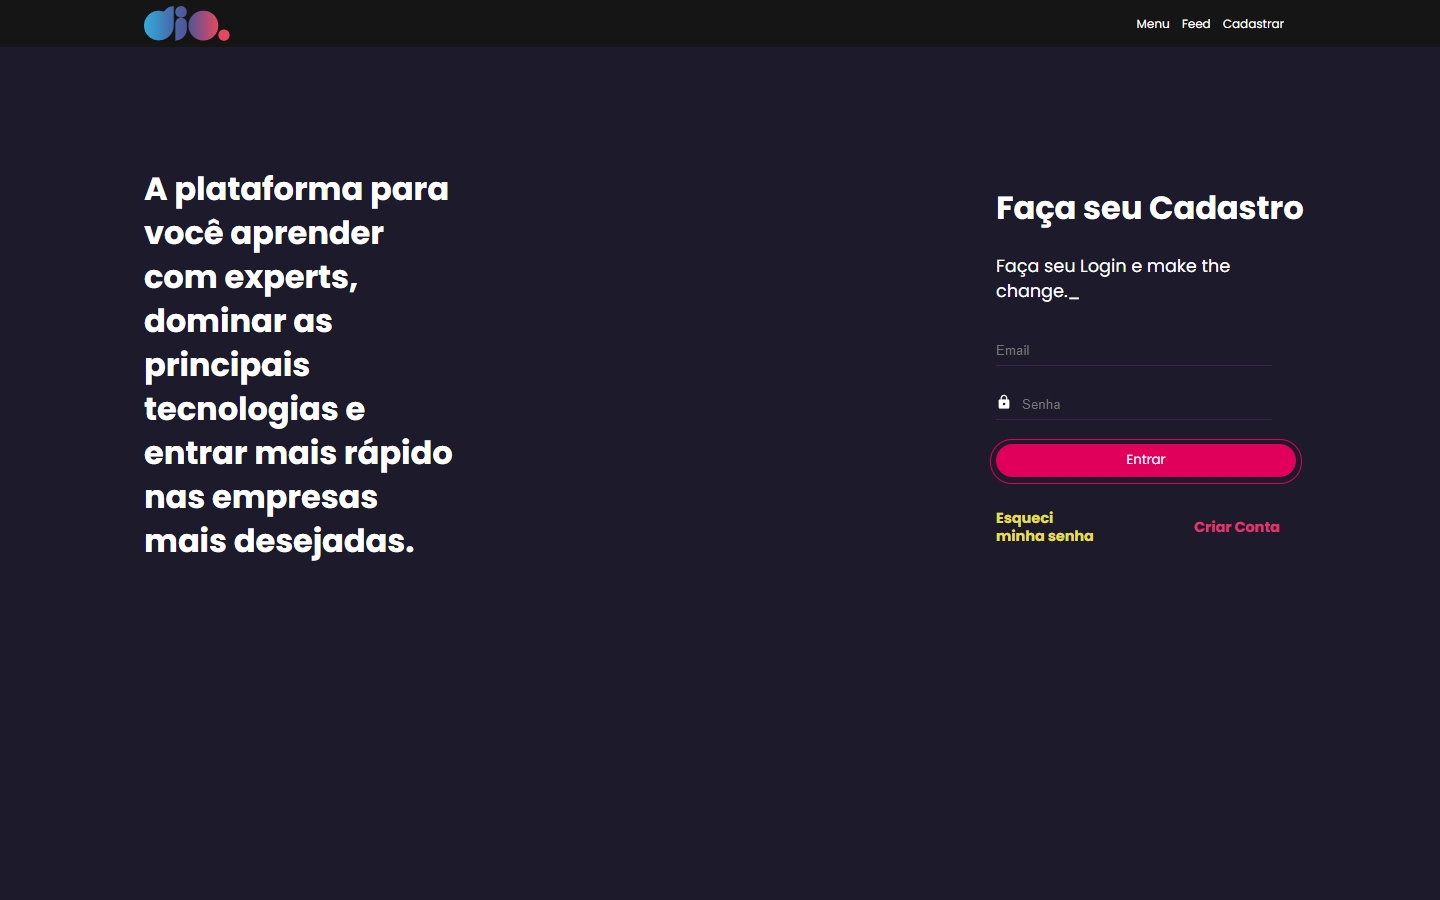 dio.
Menu Feed Cadastrar
A plataforma para
você aprender
com experts,
dominar as
principais
tecnologias e
entrar mais rápido
nas empresas
mais desejadas.
Faça seu Cadastro
Faça seu Login e make the
change._
Email
Senha
Entrar
Esqueci
minha senha
Criar Conta